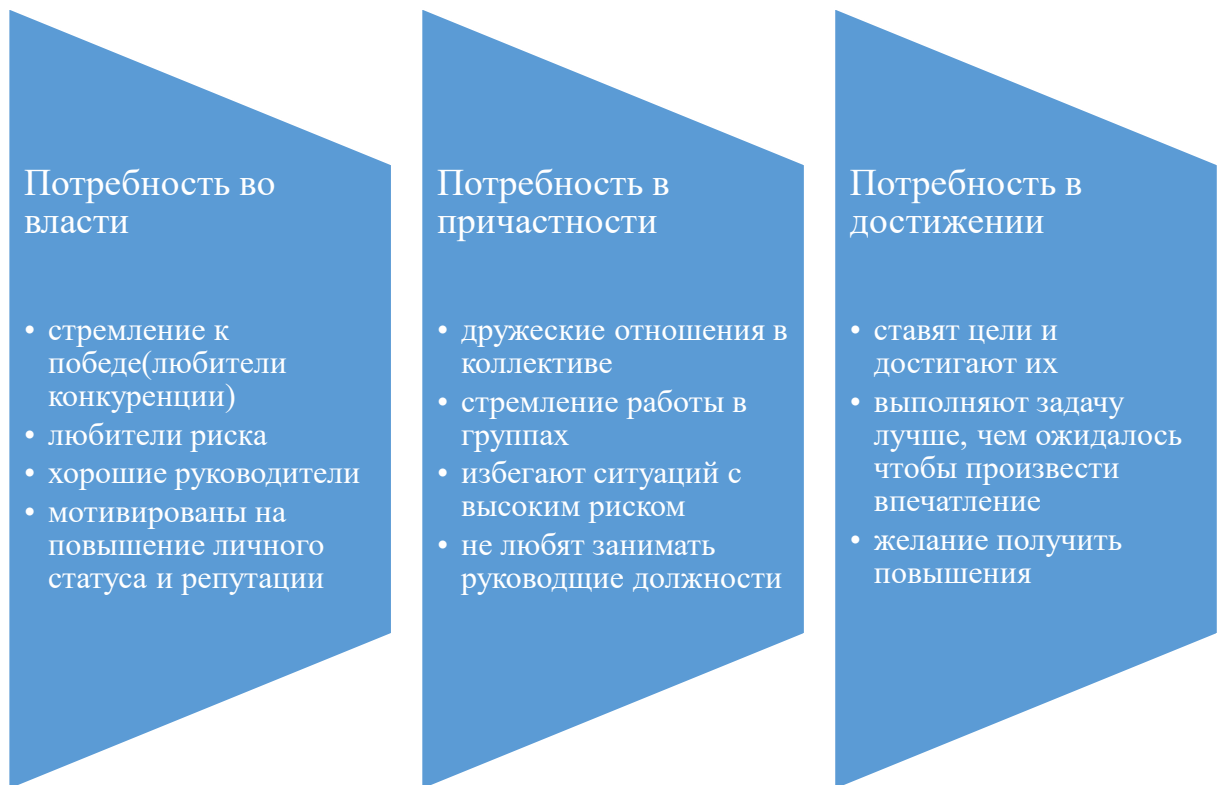 Потребность во
власти
• стремление к
победе(любители
конкуренции)
• любители риска
• хорошие руководители
• мотивированы на
повышение личного
статуса и репутации
Потребность в
причастности
• дружеские отношения в
коллективе
• стремление работы в
группах
• избегают ситуаций с
высоким риском
• не любят занимать
руководщие должности
Потребность в
достижении
• ставят цели и
достигают их
• выполняют задачу
лучше, чем ожидалось
чтобы произвести
впечатление
• желание получить
повышения